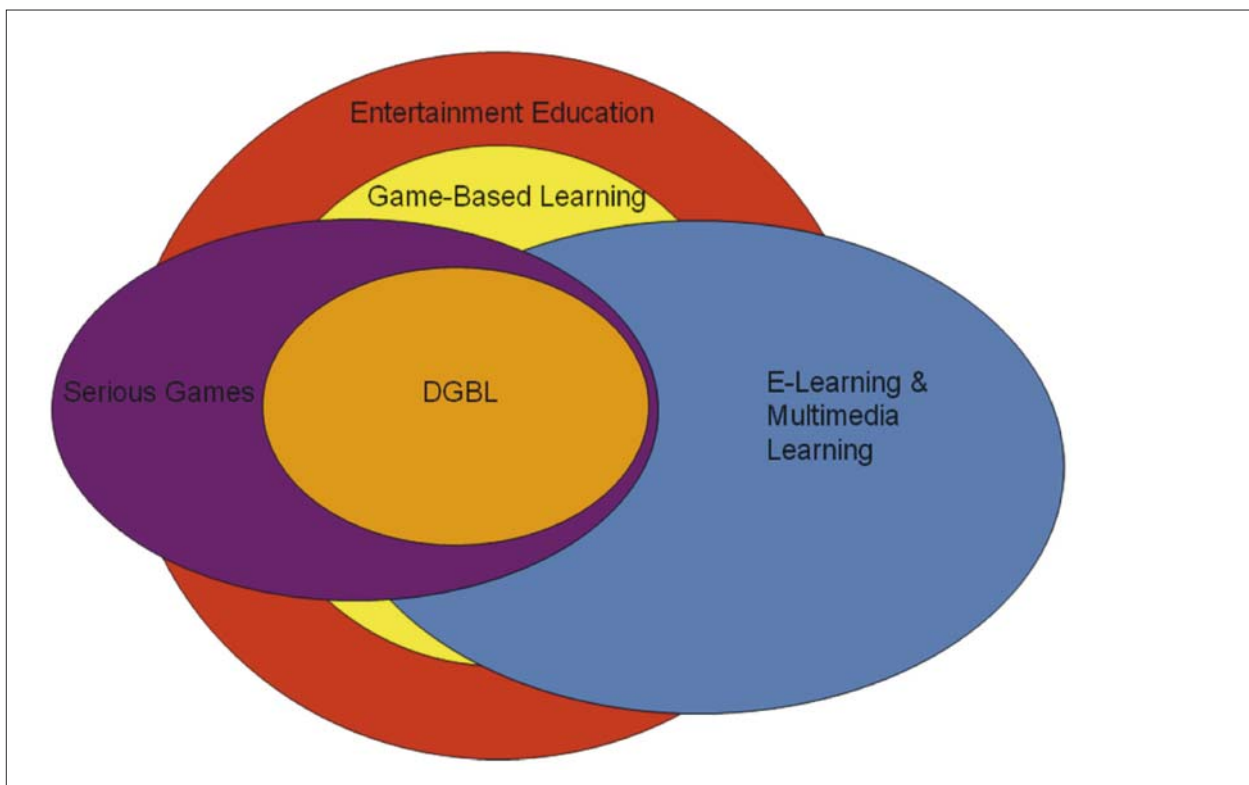 Entertainment Education
Game-Based Learning
Serious Games
DGBL
E-Learning &
Multimedia
Learning